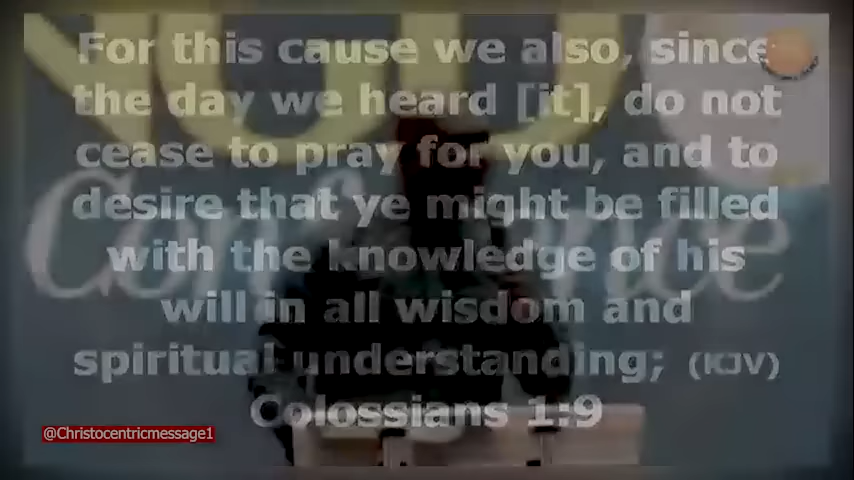 For this cause we also, since
the day we heard [it], do not
cease to pray for you, and to
desire that ye might be filled
with the knowledge of his
will in all wisdom and
spiritual understanding; (KJV)
Colossians 1:9
@Christocentricmessage1